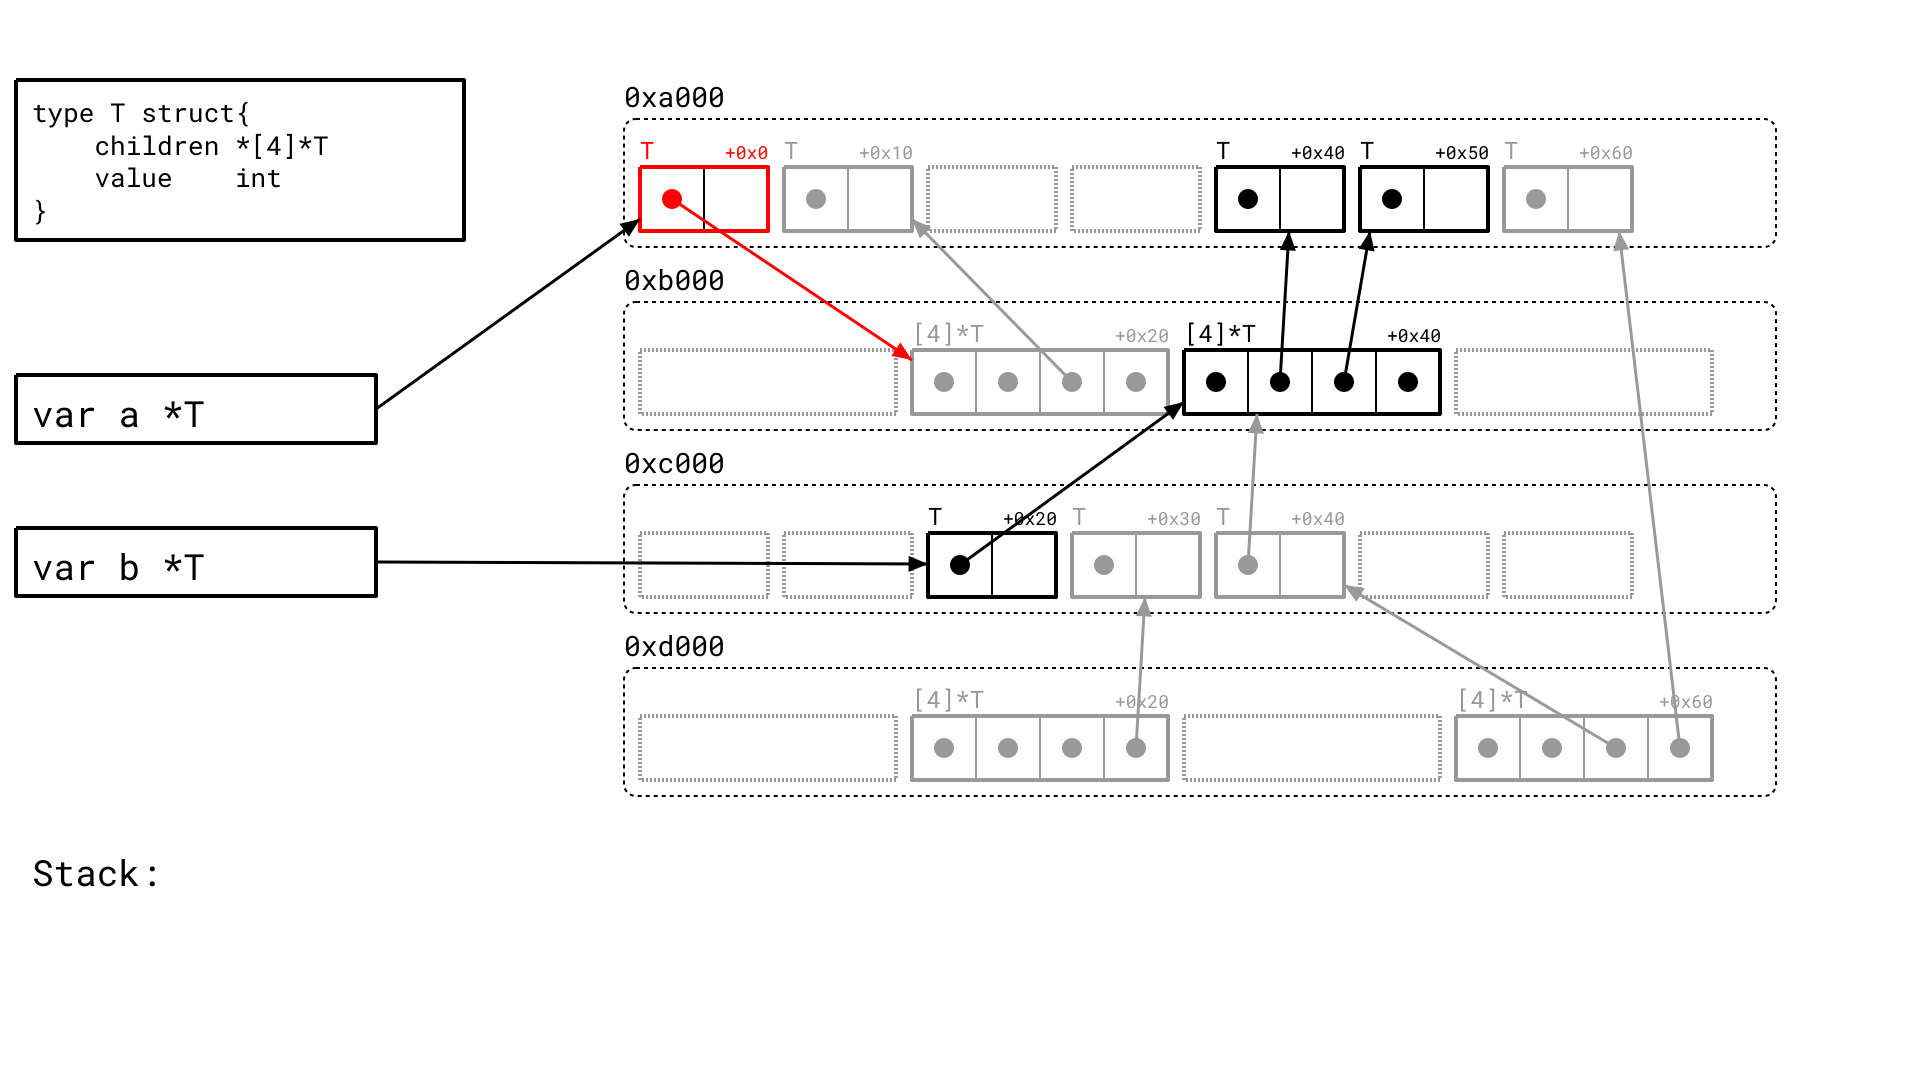 type T struct{
    children *[4]*T
    value    int
}
var a *T
var b *T
Stack:
0xa000
T +0x0 T +0x10 T +0x40 T +0x50 T +0x60
0xb000
[4]*T +0x20 [4]*T +0x40
0xc000
T +0x20 T +0x30 T +0x40
0xd000
[4]*T +0x20 [4]*T +0x60